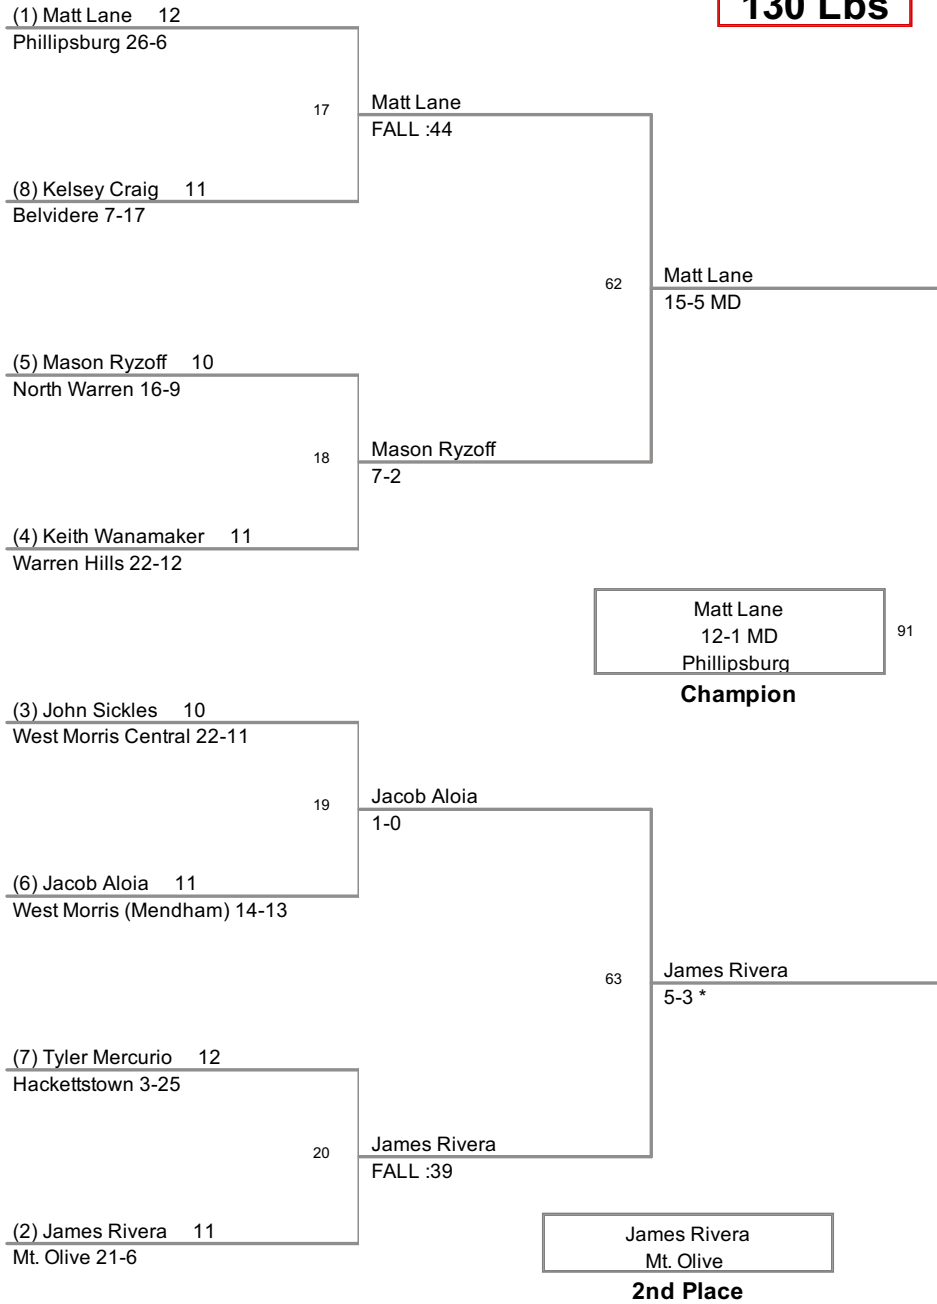 130 Lbs
(1) Matt Lane 12
Phillipsburg 26-6
17
Matt Lane
FALL :44
(8) Kelsey Craig 11
Belvidere 7-17
62
Matt Lane
15-5 MD
(5) Mason Ryzoff 10
North Warren 16-9
18
Mason Ryzoff
7-2
(4) Keith Wanamaker 11
Warren Hills 22-12
Matt Lane
12-1 MD
Phillipsburg
91
Champion
(3) John Sickles 10
West Morris Central 22-11
19
Jacob Aloia
1-0
(6) Jacob Aloia 11
West Morris (Mendham) 14-13
63
James Rivera
5-3 *
(7) Tyler Mercurio 12
Hackettstown 3-25
20
James Rivera
FALL :39
(2) James Rivera 11
Mt. Olive 21-6
James Rivera
Mt. Olive
2nd Place